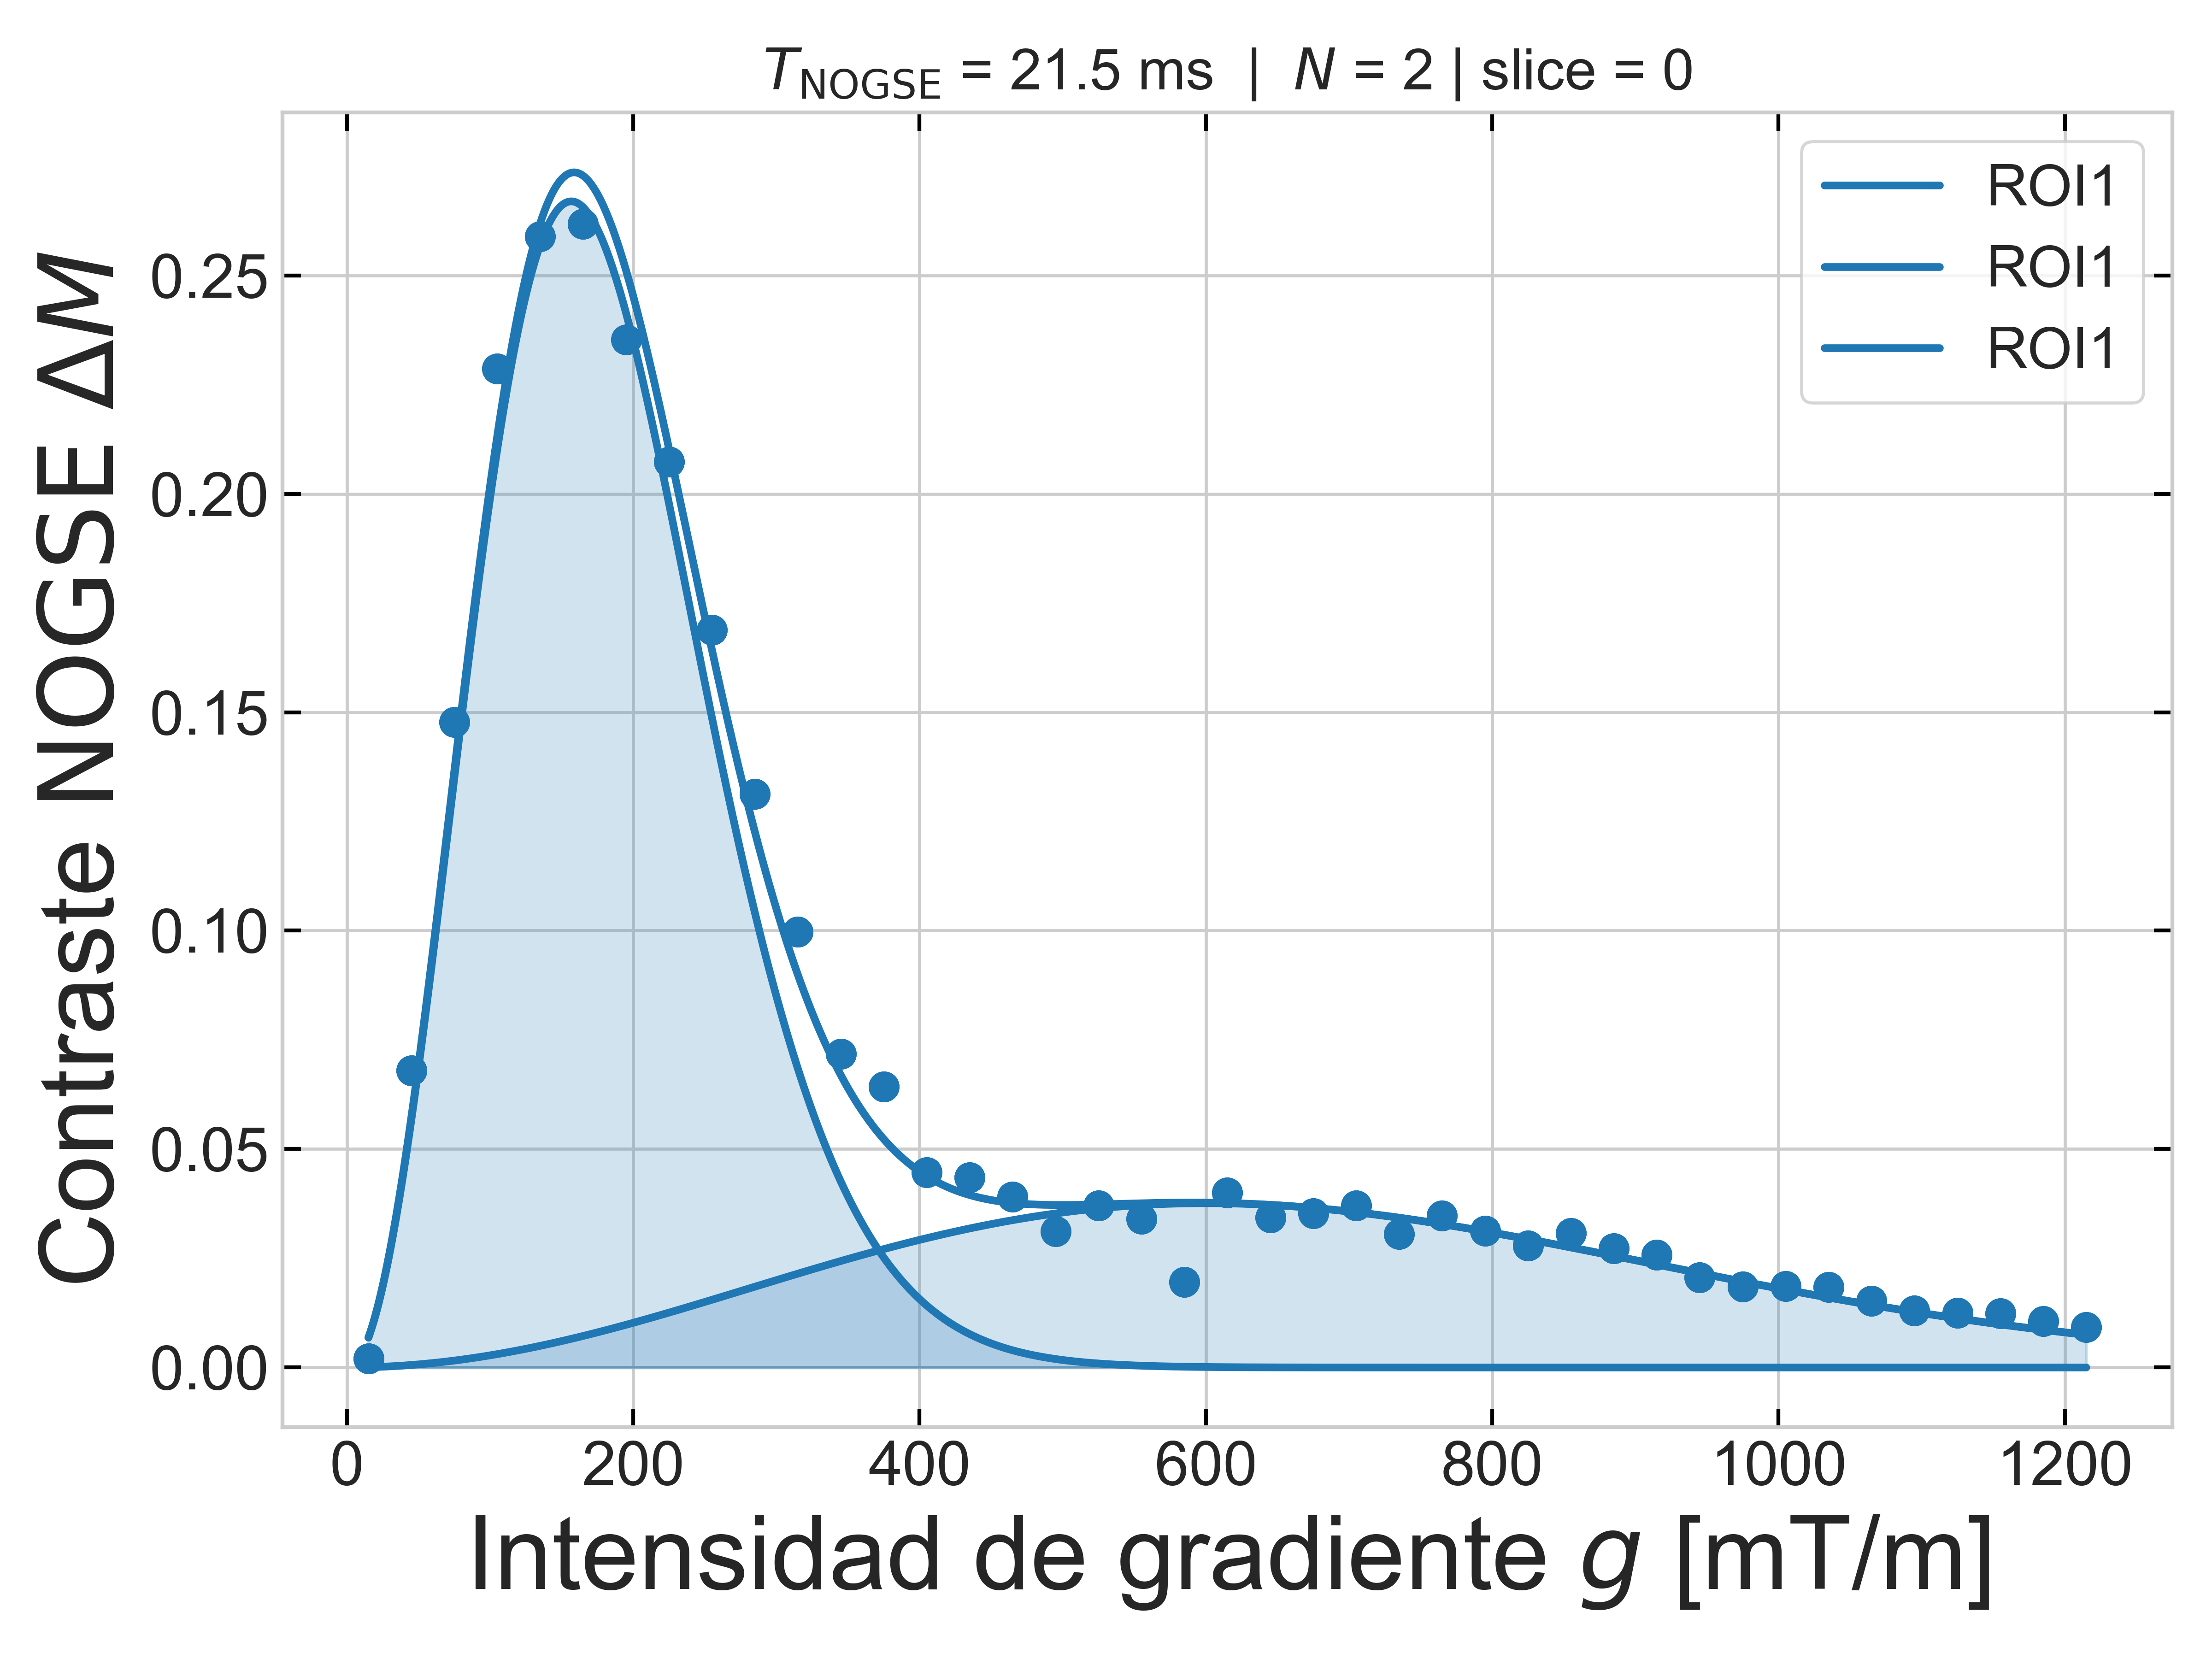 T_NOGSE = 21.5 ms | N = 2 | slice = 0
ROI1
ROI1
ROI1
Contraste NOGSE ΔM
0.25
0.20
0.15
0.10
0.05
0.00
0 200 400 600 800 1000 1200
Intensidad de gradiente g [mT/m]